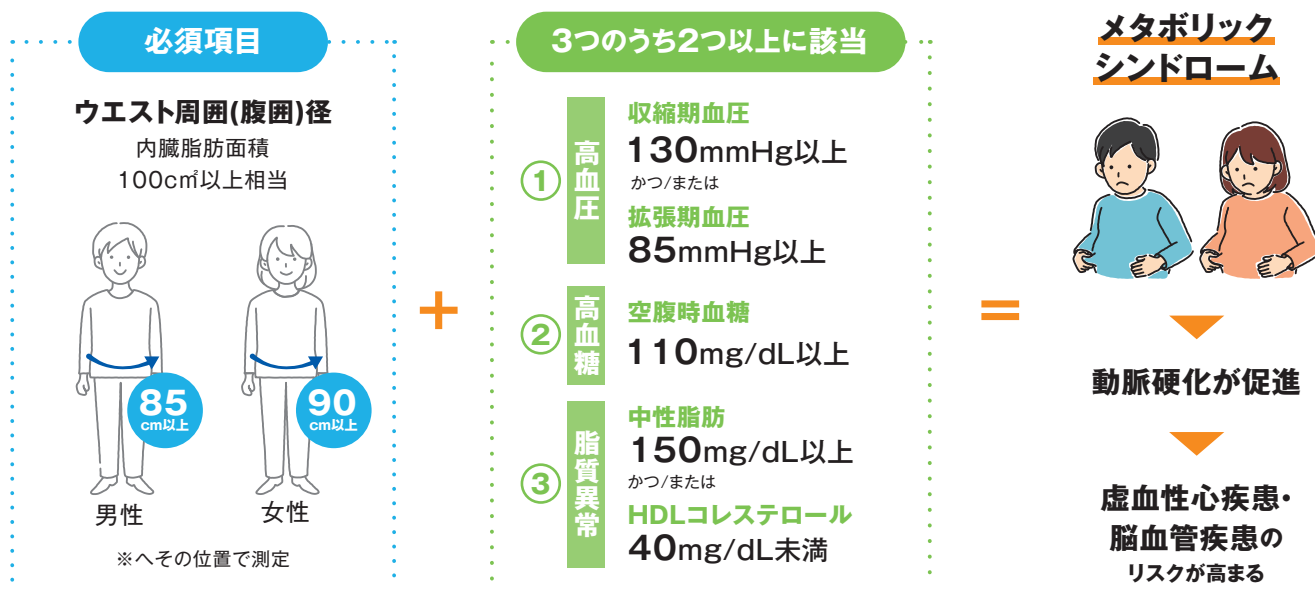 必須項目
ウエスト周囲(腹囲)径
内臓脂肪面積
100c㎡以上相当
85
cm以上
90
cm以上
男性
女性
※へその位置で測定
+
3つのうち2つ以上に該当
① 高血圧
収縮期血圧
130mmHg以上
かつ/または
拡張期血圧
85mmHg以上
② 高血糖
空腹時血糖
110mg/dL以上
③ 脂質異常
中性脂肪
150mg/dL以上
かつ/または
HDLコレステロール
40mg/dL未満
=
メタボリック
シンドローム
動脈硬化が促進
虚血性心疾患・
脳血管疾患の
リスクが高まる